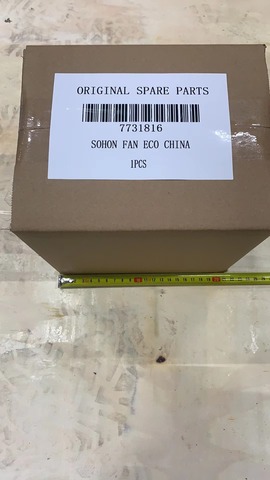 ORIGINAL SPARE PARTS
7731816
SOHON FAN ECO CHINA
1PCS